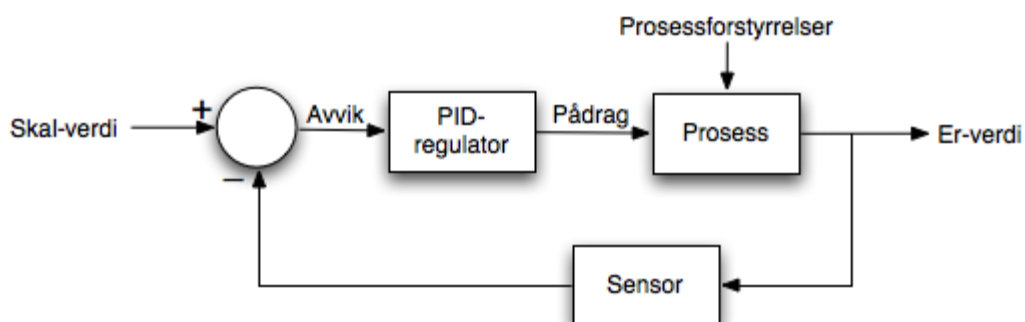 Prosessforstyrrelser
Skal-verdi
+
−
Avvik
PID-
regulator
Pådrag
Prosess
Er-verdi
Sensor